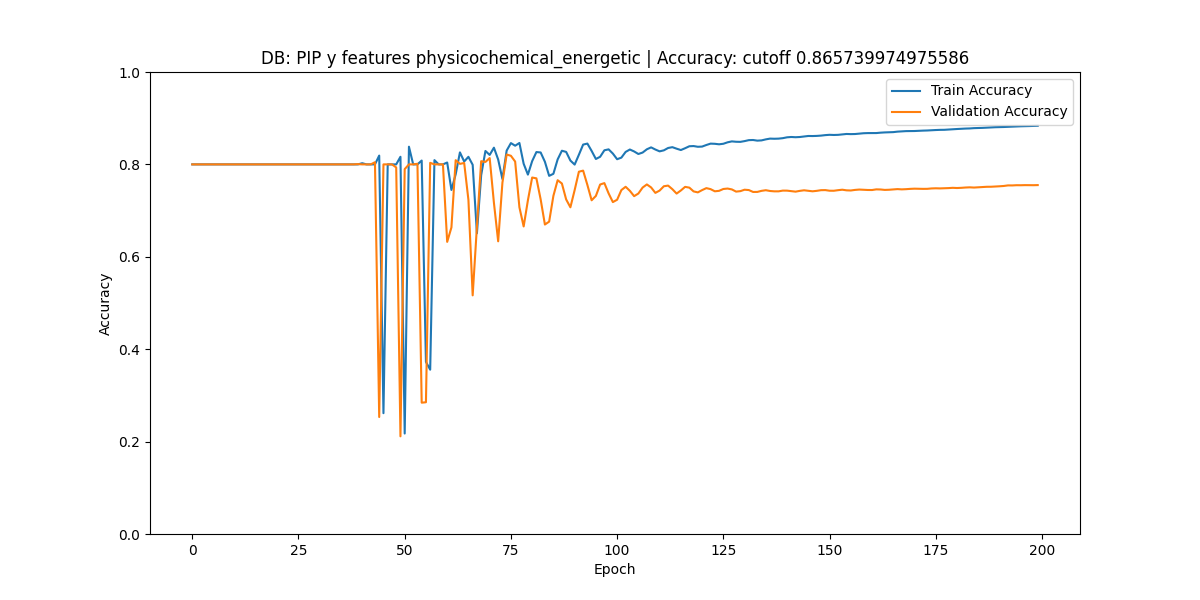 DB: PIP y features physicochemical_energetic | Accuracy: cutoff 0.865739974975586
Train Accuracy
Validation Accuracy
Accuracy
1.0
0.8
0.6
0.4
0.2
0.0
0 25 50 75 100 125 150 175 200
Epoch